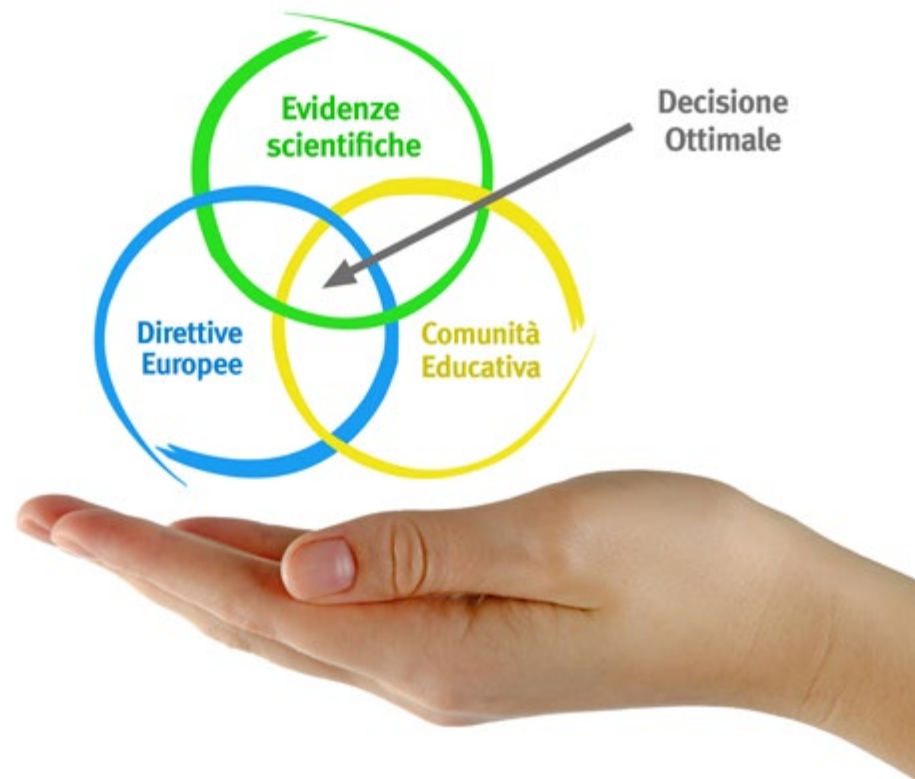 Evidenze
scientifiche
Decisione
Ottimale
Direttive
Europee
Comunità
Educativa